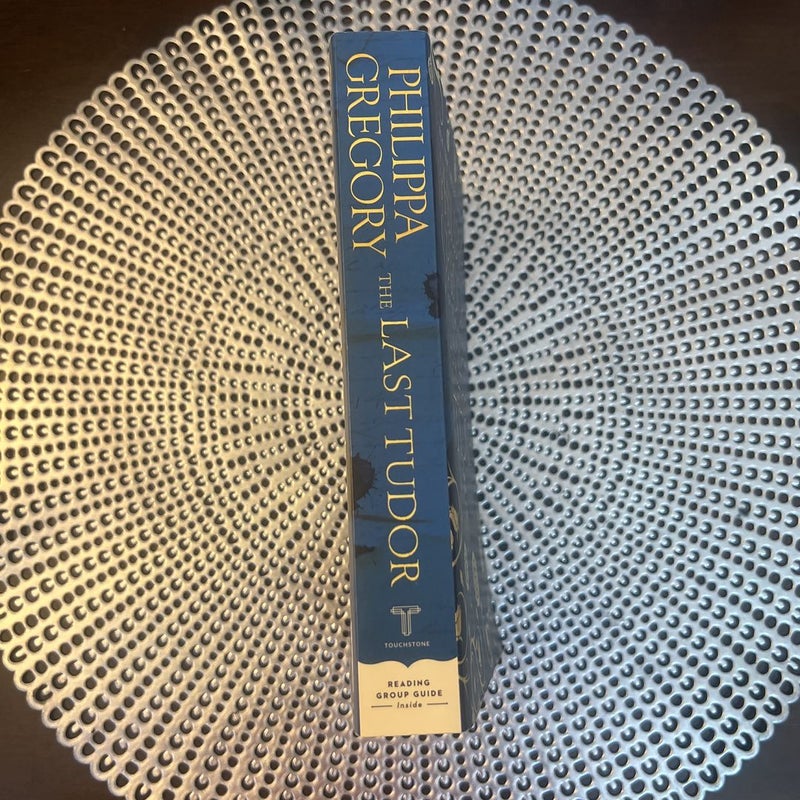 PHILIPPA
GREGORY
THE LAST TUDOR
TOUCHSTONE
READING
GROUP GUIDE
Inside